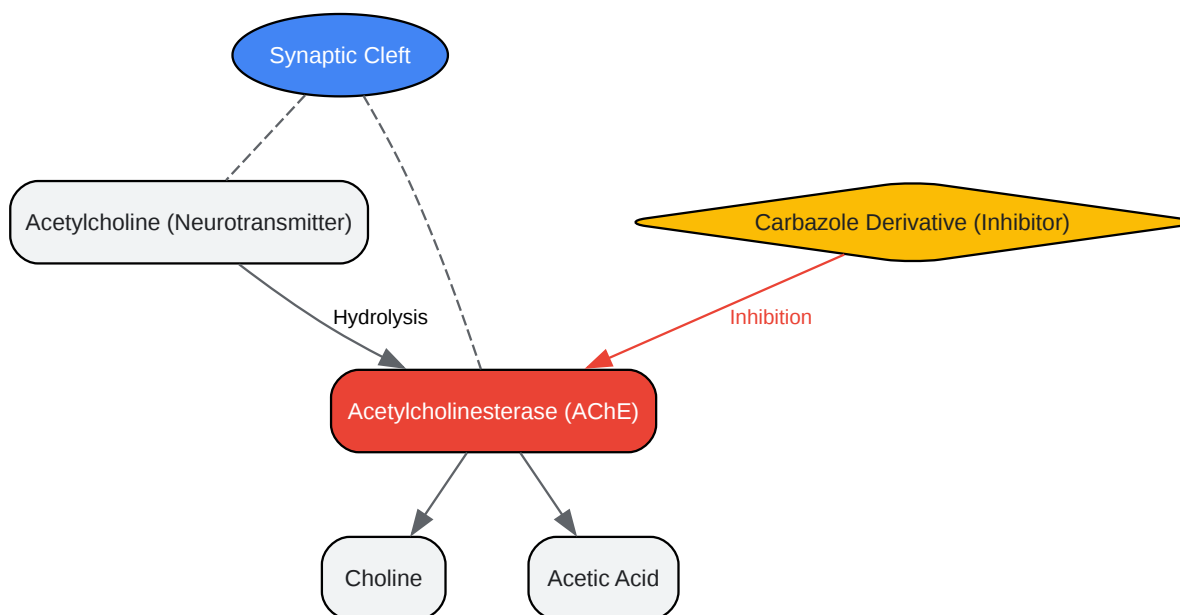 Synaptic Cleft
Acetylcholine (Neurotransmitter)
Carbazole Derivative (Inhibitor)
Hydrolysis
Inhibition
Acetylcholinesterase (AChE)
Choline
Acetic Acid